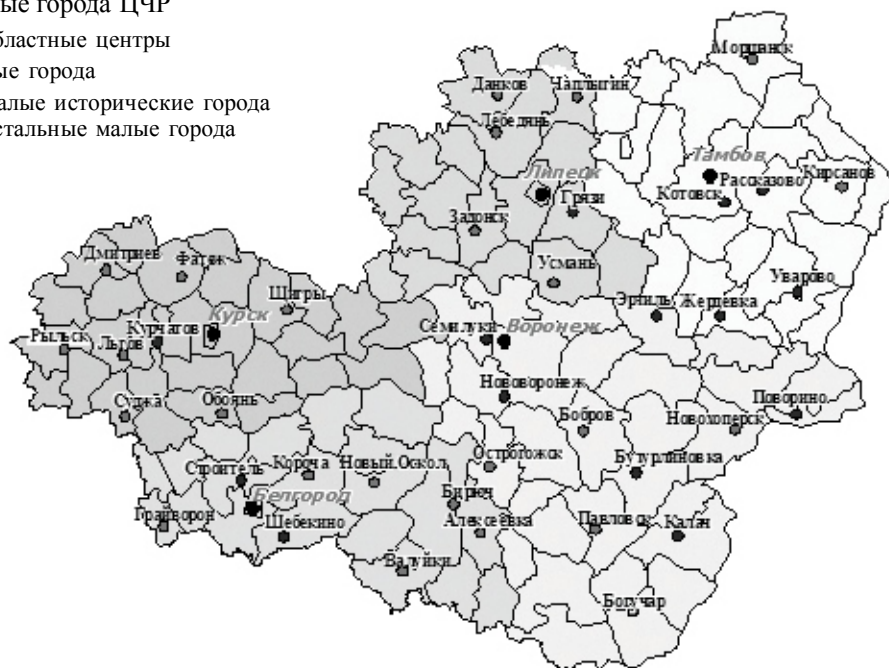 ые города ЦЧР
бластные центры
ые города
алые исторические города
стальные малые города
Моршанск
Данков
Чаплыгин
Лебедянь
Тамбов
Липецк
Кирсанов
Рассказово
Котовск
Грязи
Задонск
Дмитриев
Фатеж
Усмань
Уварово
Щигры
Эртиль
Жердевка
Курск
Курчатов
Семилуки
Воронеж
Рыльск
Льгов
Нововоронеж
Суджа
Обоянь
Поворино
Бобров
Новохоперск
Острогожск
Бутурлиновка
Строитель
Короча
Новый Оскол
Белгород
Бирюч
Грайворон
Шебекино
Алексеевка
Павловск
Калач
Валуйки
Богучар